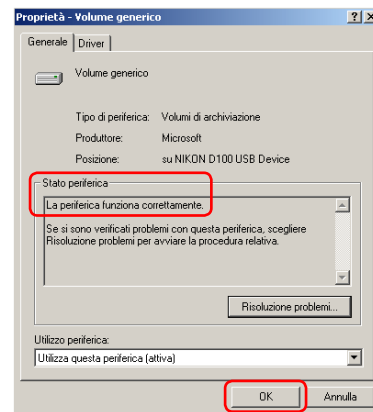 Proprietà - Volume generico
Generale Driver
Volume generico
Tipo di periferica: Volumi di archiviazione
Produttore: Microsoft
Posizione: su NIKON D100 USB Device
Stato periferica
La periferica funziona correttamente.
Se si sono verificati problemi con questa periferica, scegliere
Risoluzione problemi per avviare la procedura relativa.
Risoluzione problemi...
Utilizzo periferica:
Utilizza questa periferica (attiva)
OK Annulla